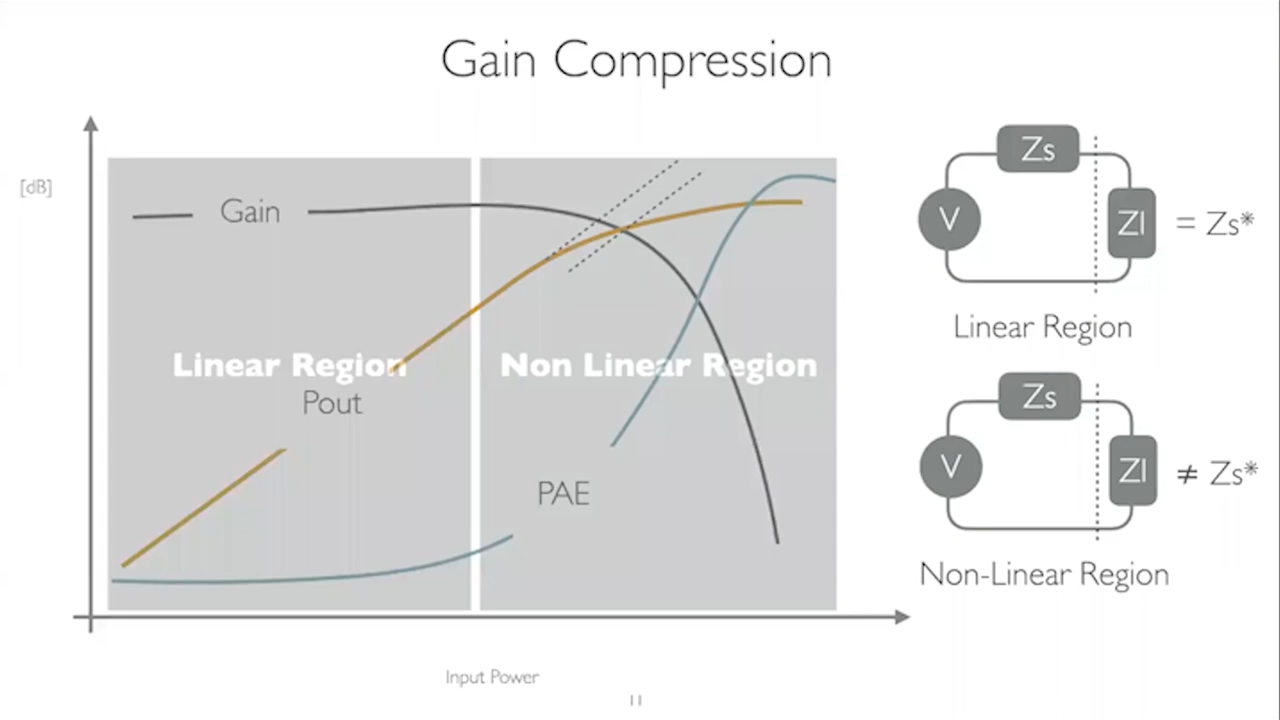 Gain Compression
[dB]
Gain
Linear Region
Non Linear Region
Pout
PAE
Input Power
11
Zs
V
Zl
= Zs*
Linear Region
Zs
V
Zl
≠ Zs*
Non-Linear Region